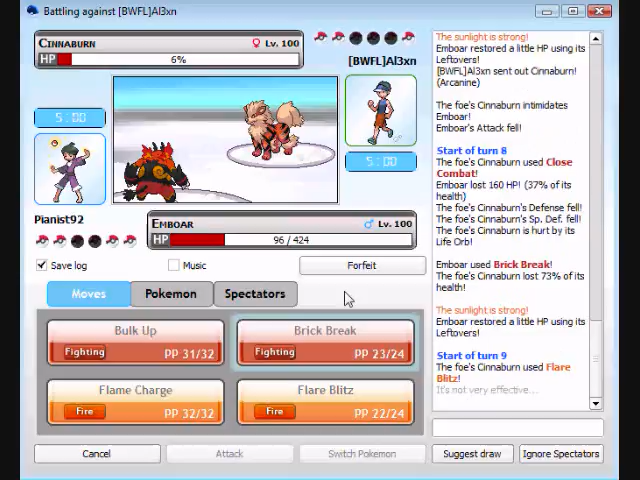 Battling against [BWFL]Al3xn
CINNABURN ♀ Lv. 100
HP 6%
[BWFL]Al3xn
5:00
5:00
Pianist92
EMBOAR ♂ Lv. 100
HP 96 / 424
Save log
Music
Forfeit
Moves
Pokemon
Spectators
Bulk Up
Fighting PP 31/32
Brick Break
Fighting PP 23/24
Flame Charge
Fire PP 32/32
Flare Blitz
Fire PP 22/24
Cancel
Attack
Switch Pokemon
The sunlight is strong!
Emboar restored a little HP using its
Leftovers!
[BWFL]Al3xn sent out Cinnaburn!
(Arcanine)
The foe's Cinnaburn intimidates
Emboar!
Emboar's Attack fell!
Start of turn 8
The foe's Cinnaburn used Close
Combat!
Emboar lost 160 HP! (37% of its
health)
The foe's Cinnaburn's Defense fell!
The foe's Cinnaburn's Sp. Def. fell!
The foe's Cinnaburn is hurt by its
Life Orb!
Emboar used Brick Break!
The foe's Cinnaburn lost 73% of its
health!
The sunlight is strong!
Emboar restored a little HP using its
Leftovers!
Start of turn 9
The foe's Cinnaburn used Flare
Blitz!
It's not very effective...
Suggest draw
Ignore Spectators